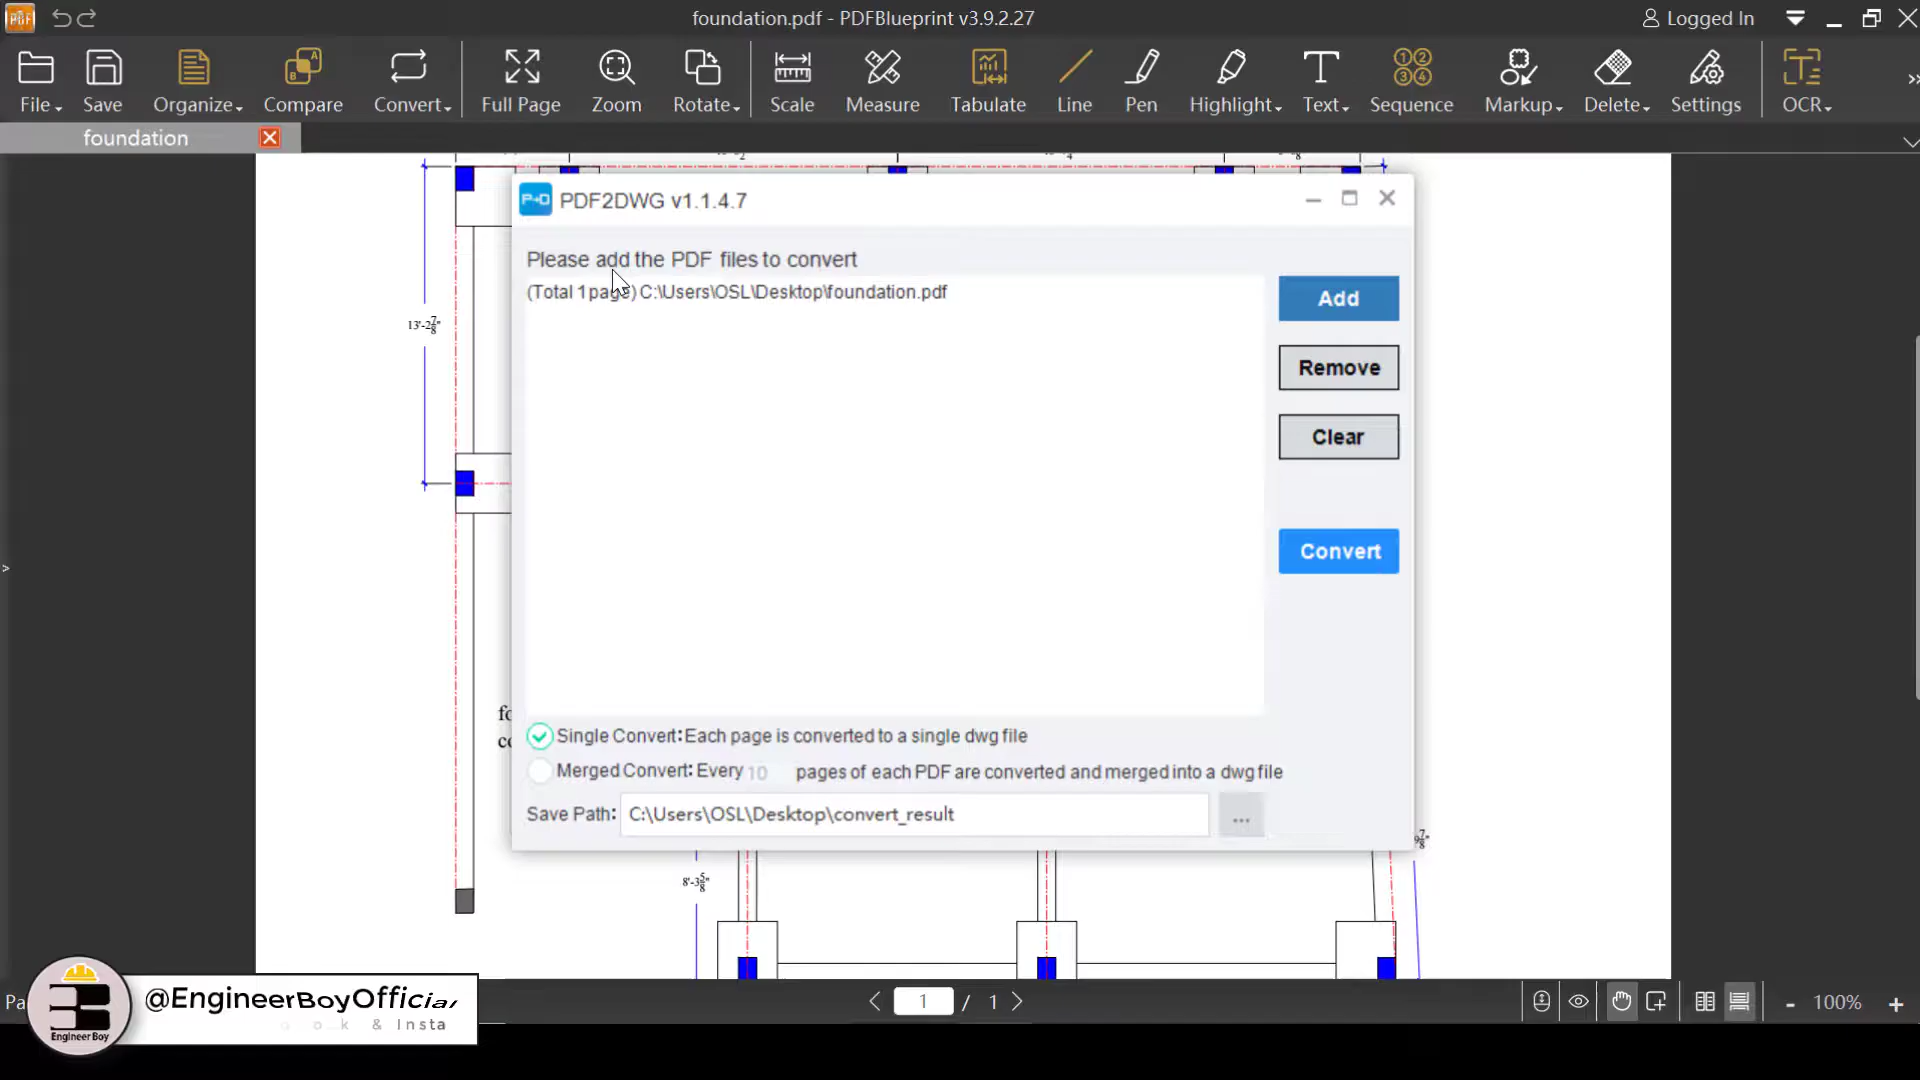 PDF
foundation.pdf - PDFBlueprint v3.9.2.27
Logged In
File Save Organize Compare Convert Full Page Zoom Rotate Scale Measure Tabulate Line Pen Highlight Text Sequence Markup Delete Settings OCR
foundation
P→D PDF2DWG v1.1.4.7
Please add the PDF files to convert
(Total 1 page) C:\Users\OSL\Desktop\foundation.pdf
Add
13'-2⅞"
Remove
Clear
Convert
Single Convert: Each page is converted to a single dwg file
Merged Convert: Every 10 pages of each PDF are converted and merged into a dwg file
Save Path: C:\Users\OSL\Desktop\convert_result ...
8'-3⅝"
@EngineerBoyOfficial
& Insta
Engineer Boy
1 / 1
- 100% +